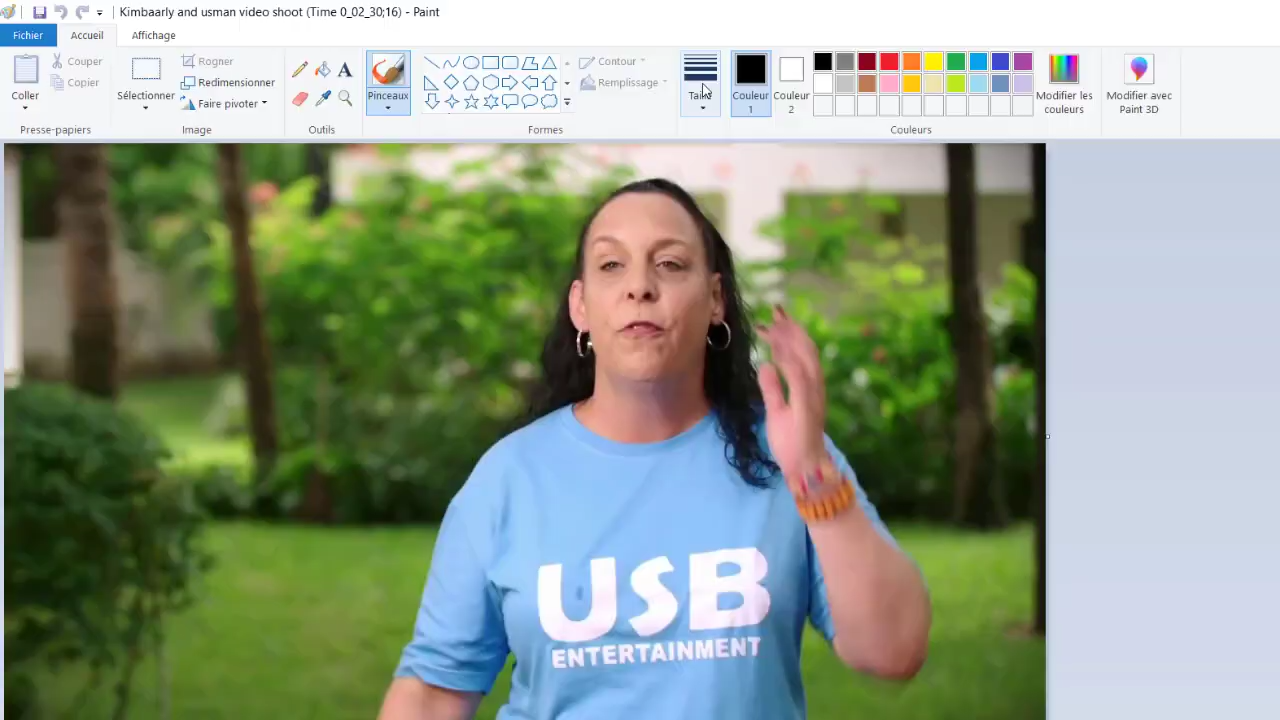 Kimbaarly and usman video shoot (Time 0_02_30;16) - Paint
Fichier
Accueil
Affichage
Coller
Couper
Copier
Presse-papiers
Sélectionner
Rogner
Redimensionner
Faire pivoter
Image
A
Outils
Pinceaux
Contour
Remplissage
Formes
Couleur 1
Couleur 2
Modifier les couleurs
Couleurs
Modifier avec Paint 3D
USB
ENTERTAINMENT